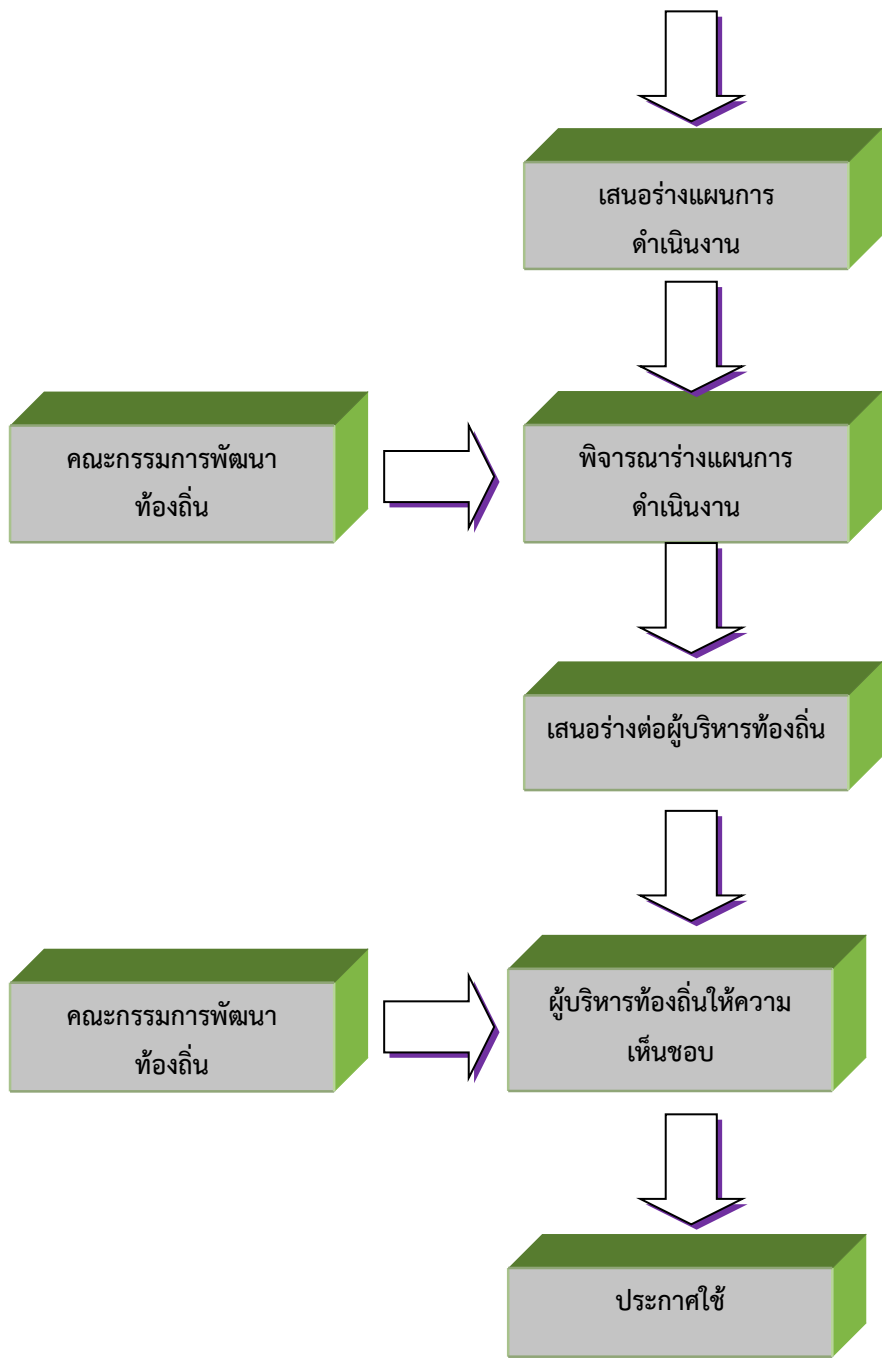 เสนอร่างแผนการ
ดำเนินงาน
คณะกรรมการพัฒนา
ท้องถิ่น
พิจารณาร่างแผนการ
ดำเนินงาน
เสนอร่างต่อผู้บริหารท้องถิ่น
คณะกรรมการพัฒนา
ท้องถิ่น
ผู้บริหารท้องถิ่นให้ความ
เห็นชอบ
ประกาศใช้